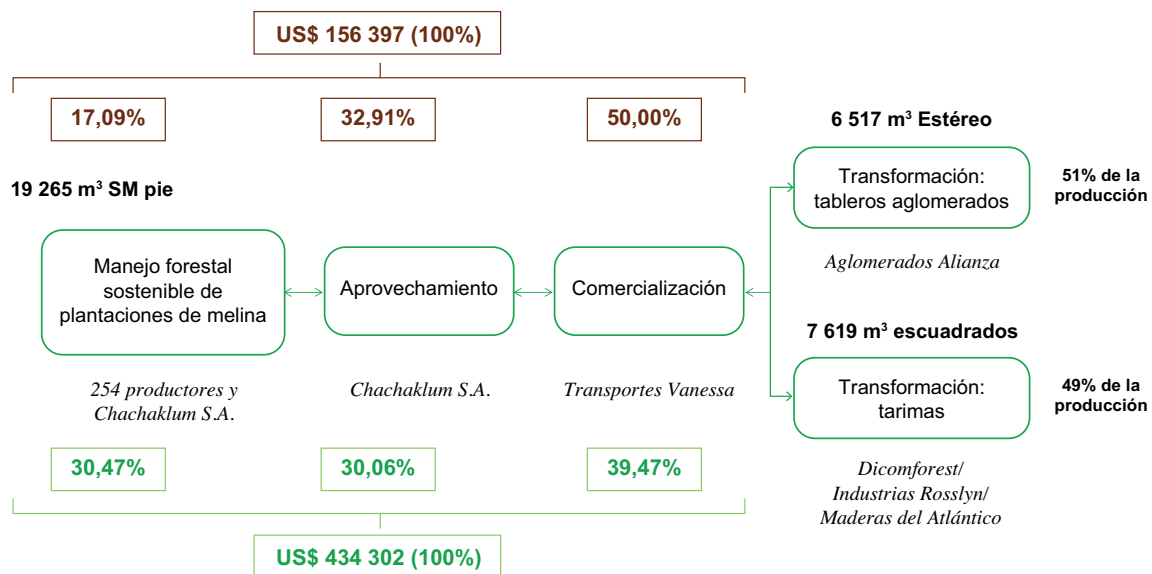 US$ 156 397 (100%)
17,09%
32,91%
50,00%
19 265 m³ SM pie
Manejo forestal
sostenible de
plantaciones de melina
Aprovechamiento
Comercialización
254 productores y
Chachaklum S.A.
Chachaklum S.A.
Transportes Vanessa
6 517 m³ Estéreo
Transformación:
tableros aglomerados
51% de la
producción
Aglomerados Alianza
7 619 m³ escuadrados
Transformación:
tarimas
49% de la
producción
Dicomforest/
Industrias Rosslyn/
Maderas del Atlántico
30,47%
30,06%
39,47%
US$ 434 302 (100%)